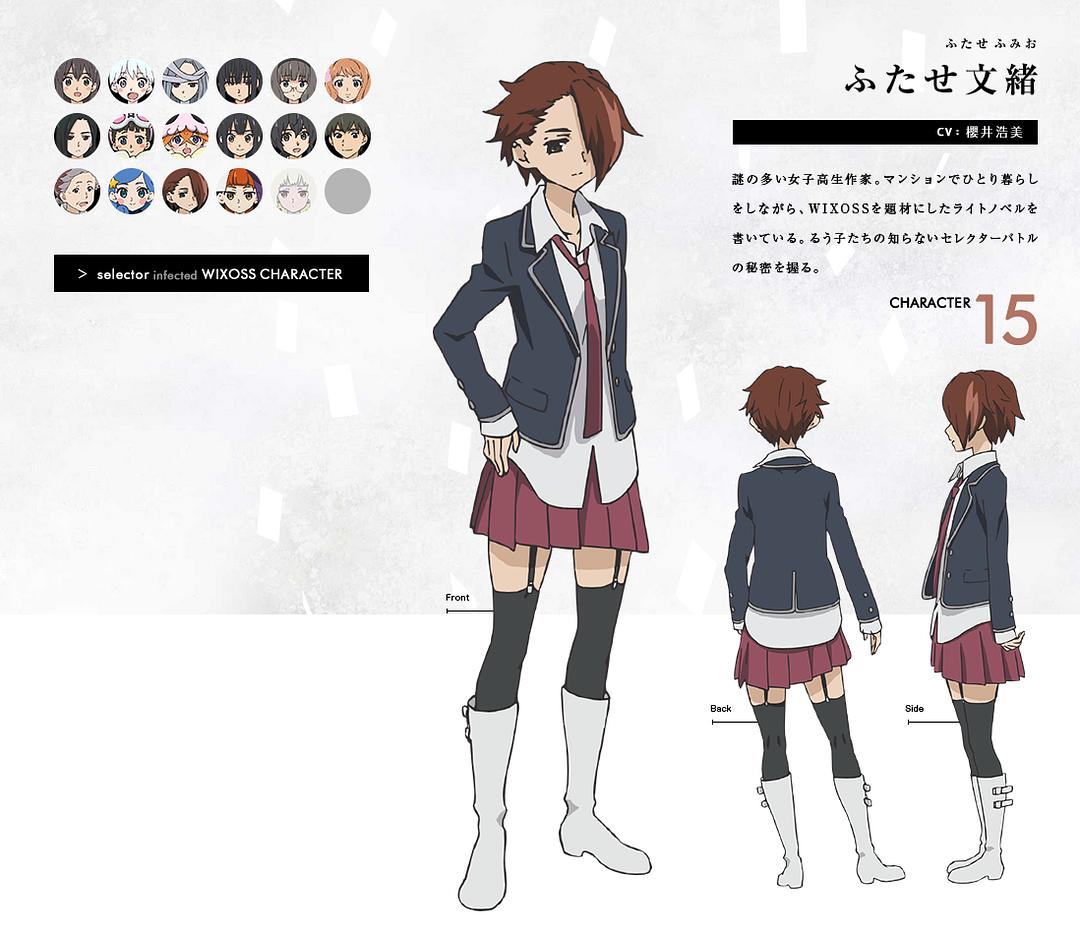 > selector infected WIXOSS CHARACTER
ふたせ ふみお
ふたせ文緒
CV : 櫻井浩美
謎の多い女子高生作家。マンションでひとり暮らし
をしながら、WIXOSSを題材にしたライトノベルを
書いている。るう子たちの知らないセレクターバトル
の秘密を握る。
CHARACTER 15
Front
Back
Side